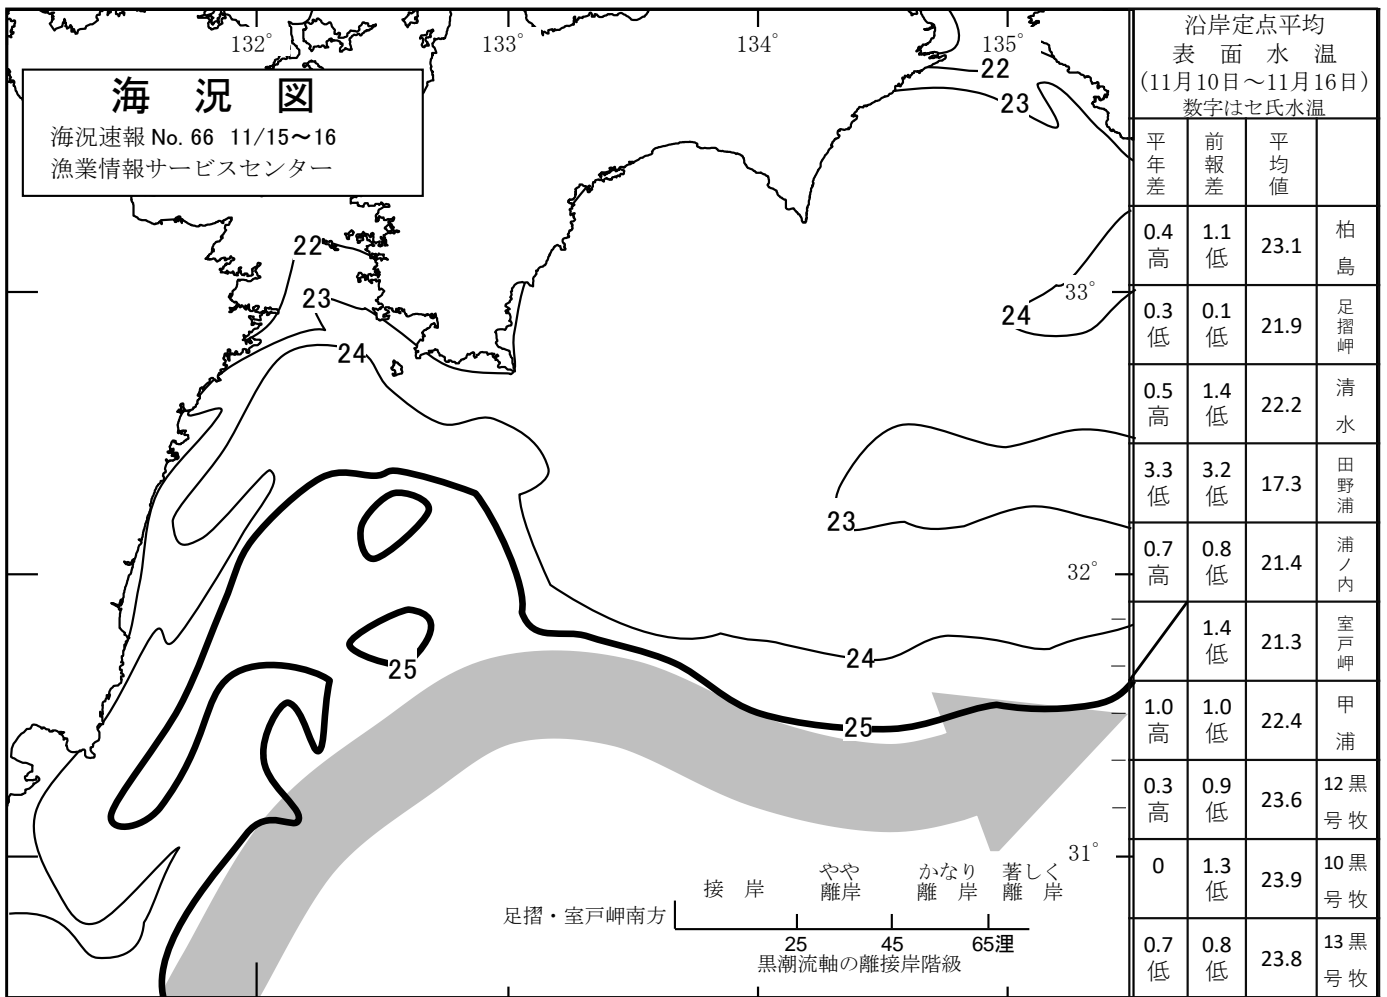 132°
133°
134°
135°
海 況 図
海況速報 No. 66 11/15～16
漁業情報サービスセンター
22
23
22
23
24
33°
24
23
32°
24
25
25
31°
接 岸
やや
離岸
かなり
離 岸
著しく
離 岸
足摺・室戸岬南方
25 45 65浬
黒潮流軸の離接岸階級
沿岸定点平均
表 面 水 温
(11月10日～11月16日)
数字はセ氏水温
平年差 前報差 平均値
0.4高 1.1低 23.1 柏島
0.3低 0.1低 21.9 足摺岬
0.5高 1.4低 22.2 清水
3.3低 3.2低 17.3 田野浦
0.7高 0.8低 21.4 浦ノ内
1.4低 21.3 室戸岬
1.0高 1.0低 22.4 甲浦
0.3高 0.9低 23.6 12号 黒牧
0 1.3低 23.9 10号 黒牧
0.7低 0.8低 23.8 13号 黒牧